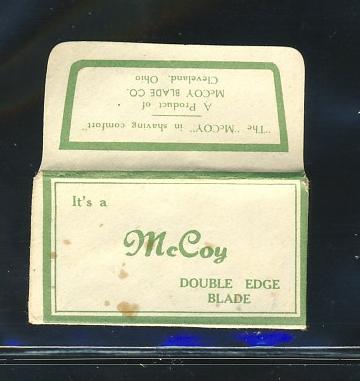 "The "McCOY" in shaving comfort"
A Product of
McCOY BLADE CO.
Cleveland, Ohio
It's a
McCoy
DOUBLE EDGE
BLADE